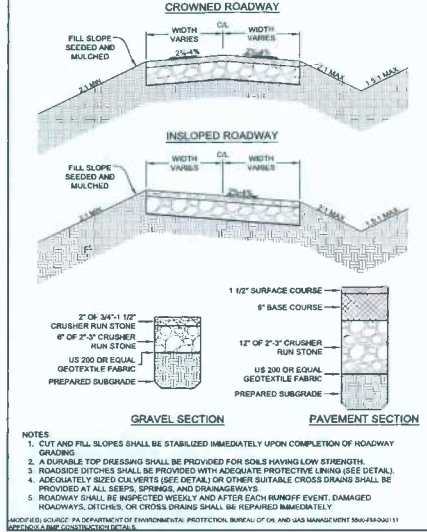 CROWNED ROADWAY
C/L
WIDTH VARIES
WIDTH VARIES
FILL SLOPE
SEEDED AND
MULCHED
2%-4%
2%-4%
2:1 MIN
2:1 MAX
1.5:1 MAX
INSLOPED ROADWAY
C/L
WIDTH VARIES
WIDTH VARIES
FILL SLOPE
SEEDED AND
MULCHED
2%-4%
2:1 MIN
2:1 MAX
1.5:1 MAX
2" OF 3/4"-1 1/2"
CRUSHER RUN STONE
6" OF 2"-3" CRUSHER
RUN STONE
US 200 OR EQUAL
GEOTEXTILE FABRIC
PREPARED SUBGRADE
GRAVEL SECTION
1 1/2" SURFACE COURSE
6" BASE COURSE
12" OF 2"-3" CRUSHER
RUN STONE
US 200 OR EQUAL
GEOTEXTILE FABRIC
PREPARED SUBGRADE
PAVEMENT SECTION
NOTES
1. CUT AND FILL SLOPES SHALL BE STABILIZED IMMEDIATELY UPON COMPLETION OF ROADWAY
GRADING
2. A DURABLE TOP DRESSING SHALL BE PROVIDED FOR SOILS HAVING LOW STRENGTH.
3. ROADSIDE DITCHES SHALL BE PROVIDED WITH ADEQUATE PROTECTIVE LINING (SEE DETAIL).
4. ADEQUATELY SIZED CULVERTS (SEE DETAIL) OR OTHER SUITABLE CROSS DRAINS SHALL BE
PROVIDED AT ALL SEEPS, SPRINGS, AND DRAINAGEWAYS
5. ROADWAY SHALL BE INSPECTED WEEKLY AND AFTER EACH RUNOFF EVENT. DAMAGED
ROADWAYS, DITCHES, OR CROSS DRAINS SHALL BE REPAIRED IMMEDIATELY
(MODIFIED) SOURCE: PA DEPARTMENT OF ENVIRONMENTAL PROTECTION, BUREAU OF OIL AND GAS MANAGEMENT
APPENDIX A BMP CONSTRUCTION DETAILS